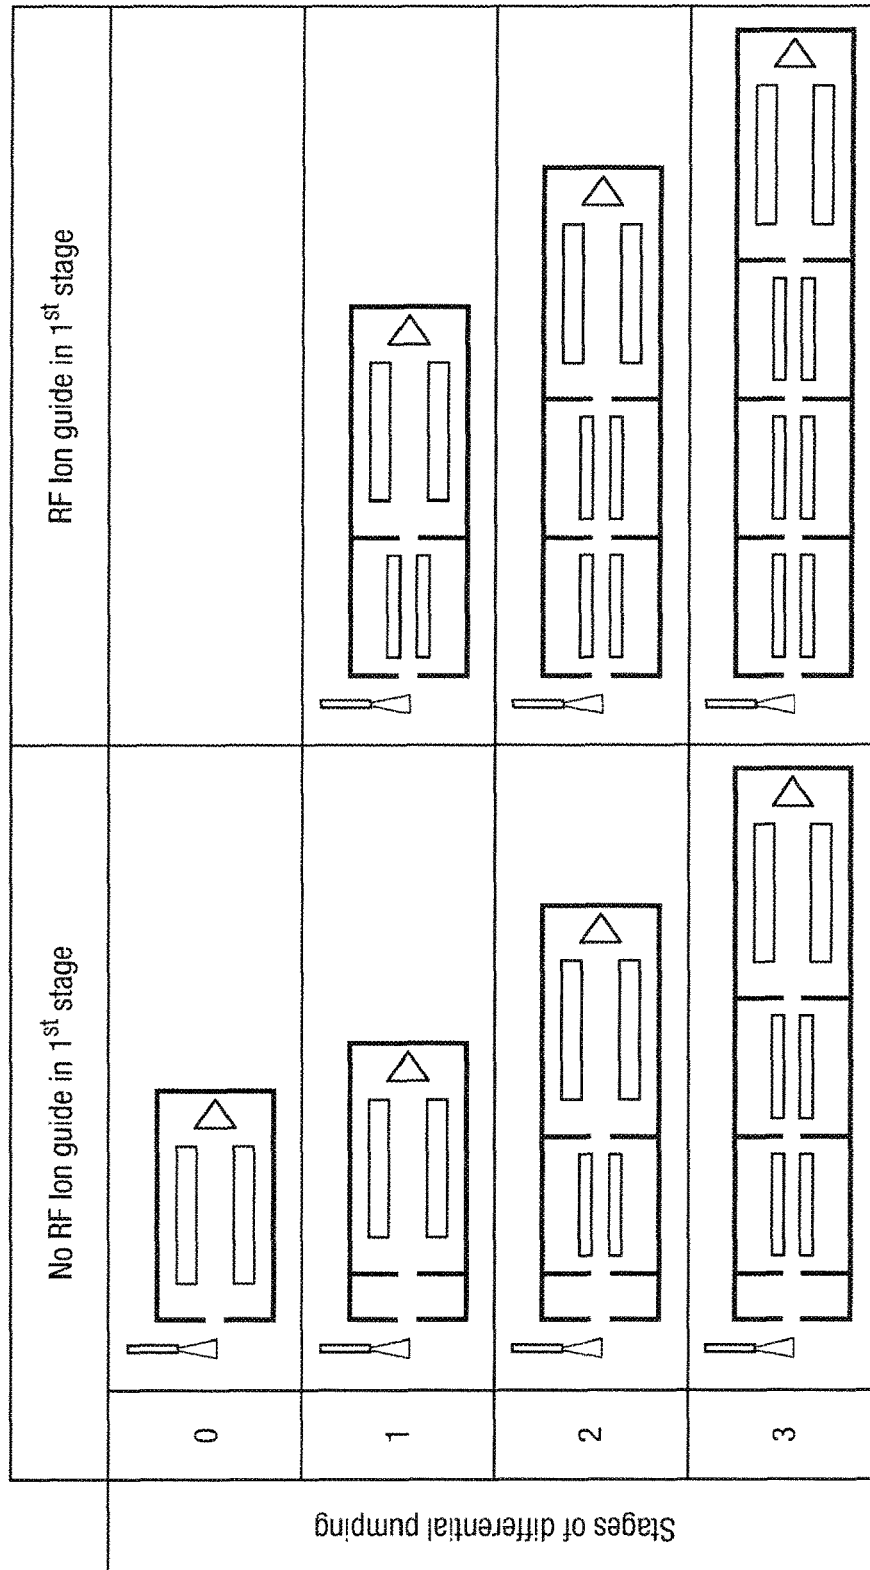 No RF Ion guide in 1st stage
RF Ion guide in 1st stage
Stages of differential pumping
0
1
2
3